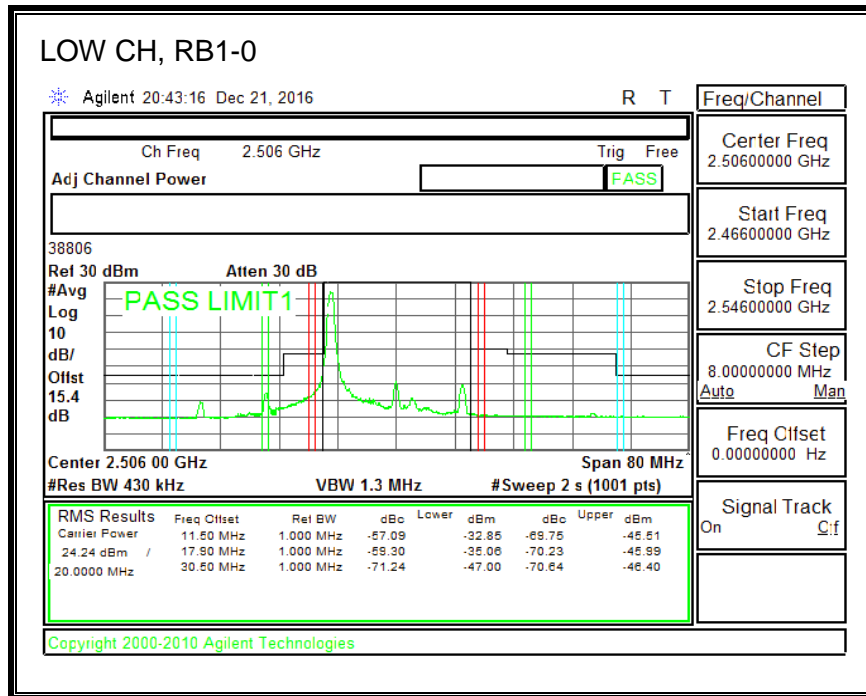 LOW CH, RB1-0
Agilent 20:43:16 Dec 21, 2016 R T
Freq/Channel
Ch Freq 2.506 GHz Trig Free
Adj Channel Power PASS
Center Freq
2.50600000 GHz
Start Freq
2.46600000 GHz
Stop Freq
2.54600000 GHz
CF Step
8.00000000 MHz
Auto Man
Freq Offset
0.00000000 Hz
Signal Track
On Off
38806
Ref 30 dBm Atten 30 dB
#Avg
Log
10
dB/
Offst
15.4
dB
PASS LIMIT1
Center 2.506 00 GHz Span 80 MHz
#Res BW 430 kHz VBW 1.3 MHz #Sweep 2 s (1001 pts)
RMS Results Freq Offset Ref BW dBc Lower dBm dBc Upper dBm
Carrier Power 11.50 MHz 1.000 MHz -57.09 -32.85 -69.75 -45.51
24.24 dBm / 17.90 MHz 1.000 MHz -59.30 -35.06 -70.23 -45.99
20.0000 MHz 30.50 MHz 1.000 MHz -71.24 -47.00 -70.64 -46.40
Copyright 2000-2010 Agilent Technologies